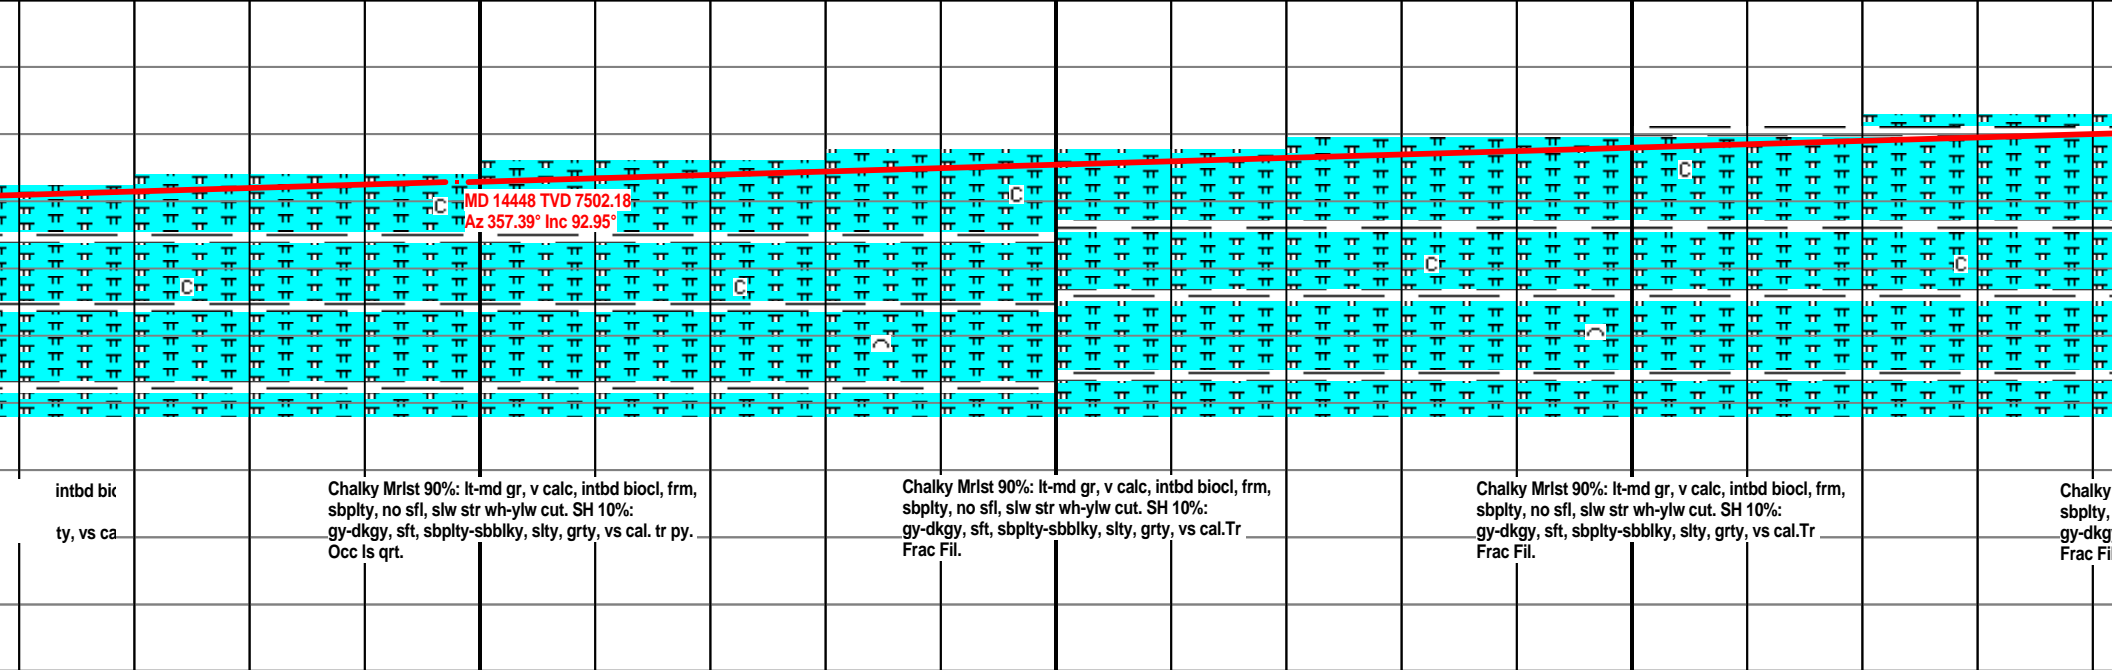 C
C
MD 14448 TVD 7502.18
Az 357.39° Inc 92.95°
C
C
C
C
C
intbd bio
ty, vs ca
Chalky Mrlst 90%: lt-md gr, v calc, intbd biocl, frm,
sbplty, no sfl, slw str wh-ylw cut. SH 10%:
gy-dkgy, sft, sbplty-sbblky, slty, grty, vs cal. tr py.
Occ ls qrt.
Chalky Mrlst 90%: lt-md gr, v calc, intbd biocl, frm,
sbplty, no sfl, slw str wh-ylw cut. SH 10%:
gy-dkgy, sft, sbplty-sbblky, slty, grty, vs cal.Tr
Frac Fil.
Chalky Mrlst 90%: lt-md gr, v calc, intbd biocl, frm,
sbplty, no sfl, slw str wh-ylw cut. SH 10%:
gy-dkgy, sft, sbplty-sbblky, slty, grty, vs cal.Tr
Frac Fil.
Chalky
sbplty,
gy-dkg
Frac Fil